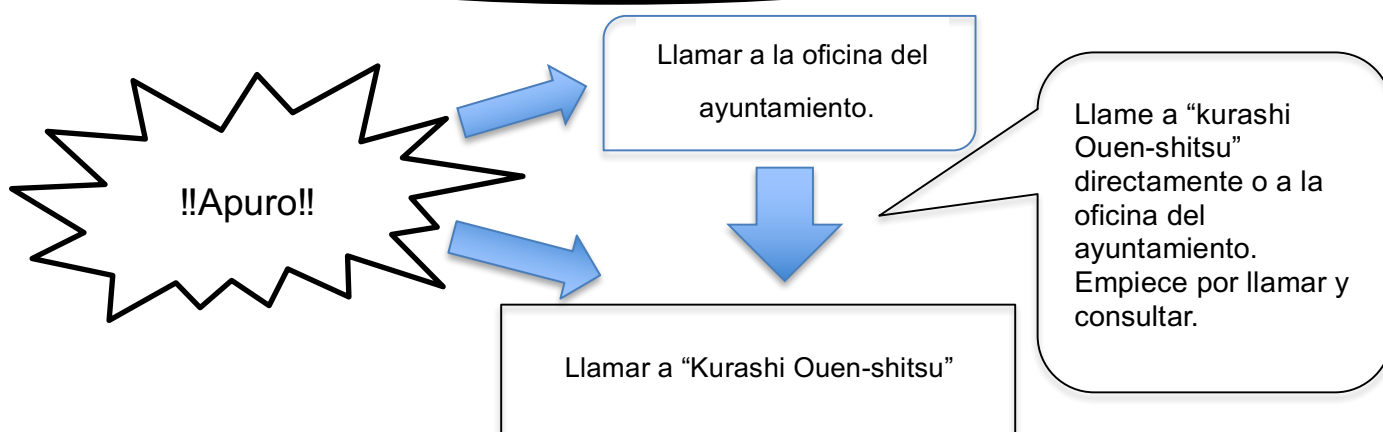 Llamar a la oficina del
ayuntamiento.
!!Apuro!!
Llame a “kurashi
Ouen-shitsu”
directamente o a la
oficina del
ayuntamiento.
Empiece por llamar y
consultar.
Llamar a “Kurashi Ouen-shitsu”